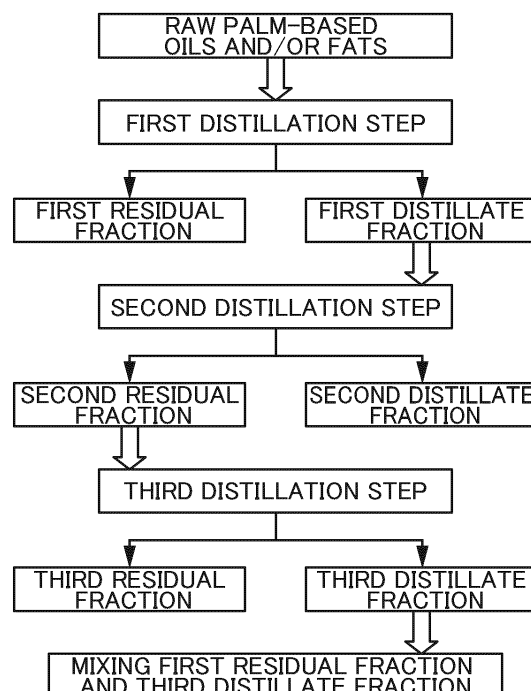 RAW PALM-BASED
OILS AND/OR FATS
FIRST DISTILLATION STEP
FIRST RESIDUAL
FRACTION
FIRST DISTILLATE
FRACTION
SECOND DISTILLATION STEP
SECOND RESIDUAL
FRACTION
SECOND DISTILLATE
FRACTION
THIRD DISTILLATION STEP
THIRD RESIDUAL
FRACTION
THIRD DISTILLATE
FRACTION
MIXING FIRST RESIDUAL FRACTION
AND THIRD DISTILLATE FRACTION